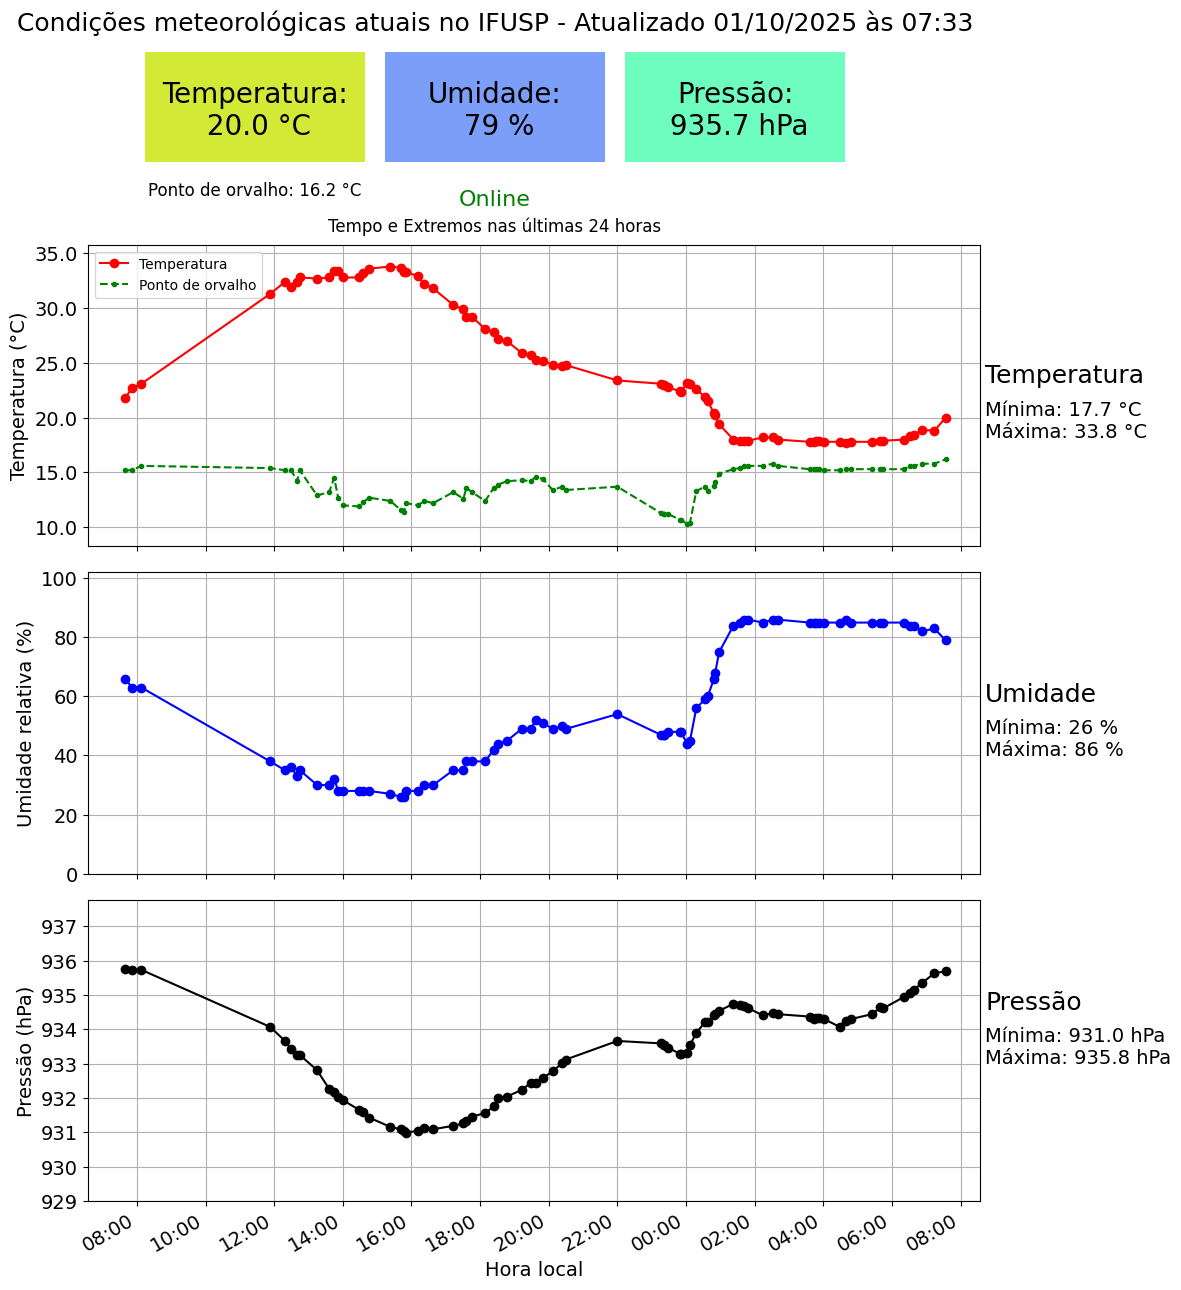 Condições meteorológicas atuais no IFUSP - Atualizado 01/10/2025 às 07:33
Temperatura:
20.0 °C
Umidade:
79 %
Pressão:
935.7 hPa
Ponto de orvalho: 16.2 °C
Online
Tempo e Extremos nas últimas 24 horas
Temperatura
Ponto de orvalho
Temperatura (°C)
35.0
30.0
25.0
20.0
15.0
10.0
Temperatura
Mínima: 17.7 °C
Máxima: 33.8 °C
Umidade relativa (%)
100
80
60
40
20
0
Umidade
Mínima: 26 %
Máxima: 86 %
Pressão (hPa)
937
936
935
934
933
932
931
930
929
Pressão
Mínima: 931.0 hPa
Máxima: 935.8 hPa
08:00
10:00
12:00
14:00
16:00
18:00
20:00
22:00
00:00
02:00
04:00
06:00
08:00
Hora local